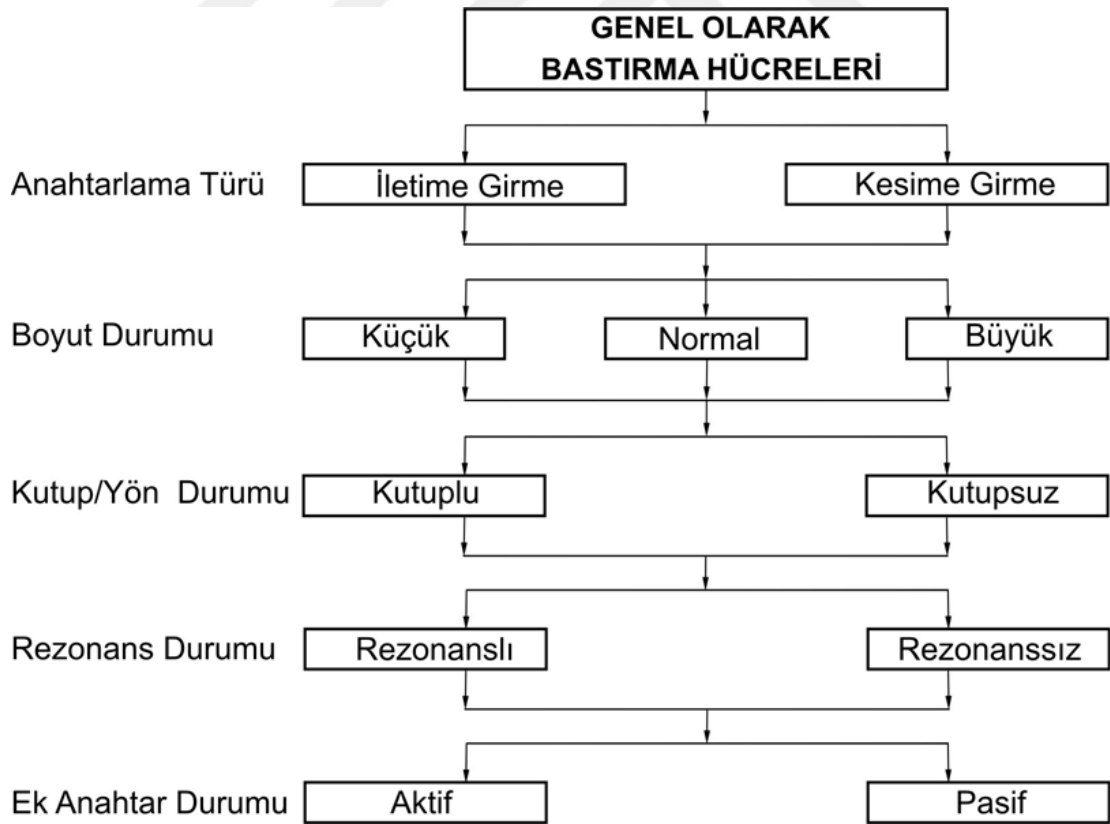 GENEL OLARAK
BASTIRMA HÜCRELERİ
Anahtarlama Türü İletime Girme Kesime Girme
Boyut Durumu Küçük Normal Büyük
Kutup/Yön Durumu Kutuplu Kutupsuz
Rezonans Durumu Rezonanslı Rezonanssız
Ek Anahtar Durumu Aktif Pasif